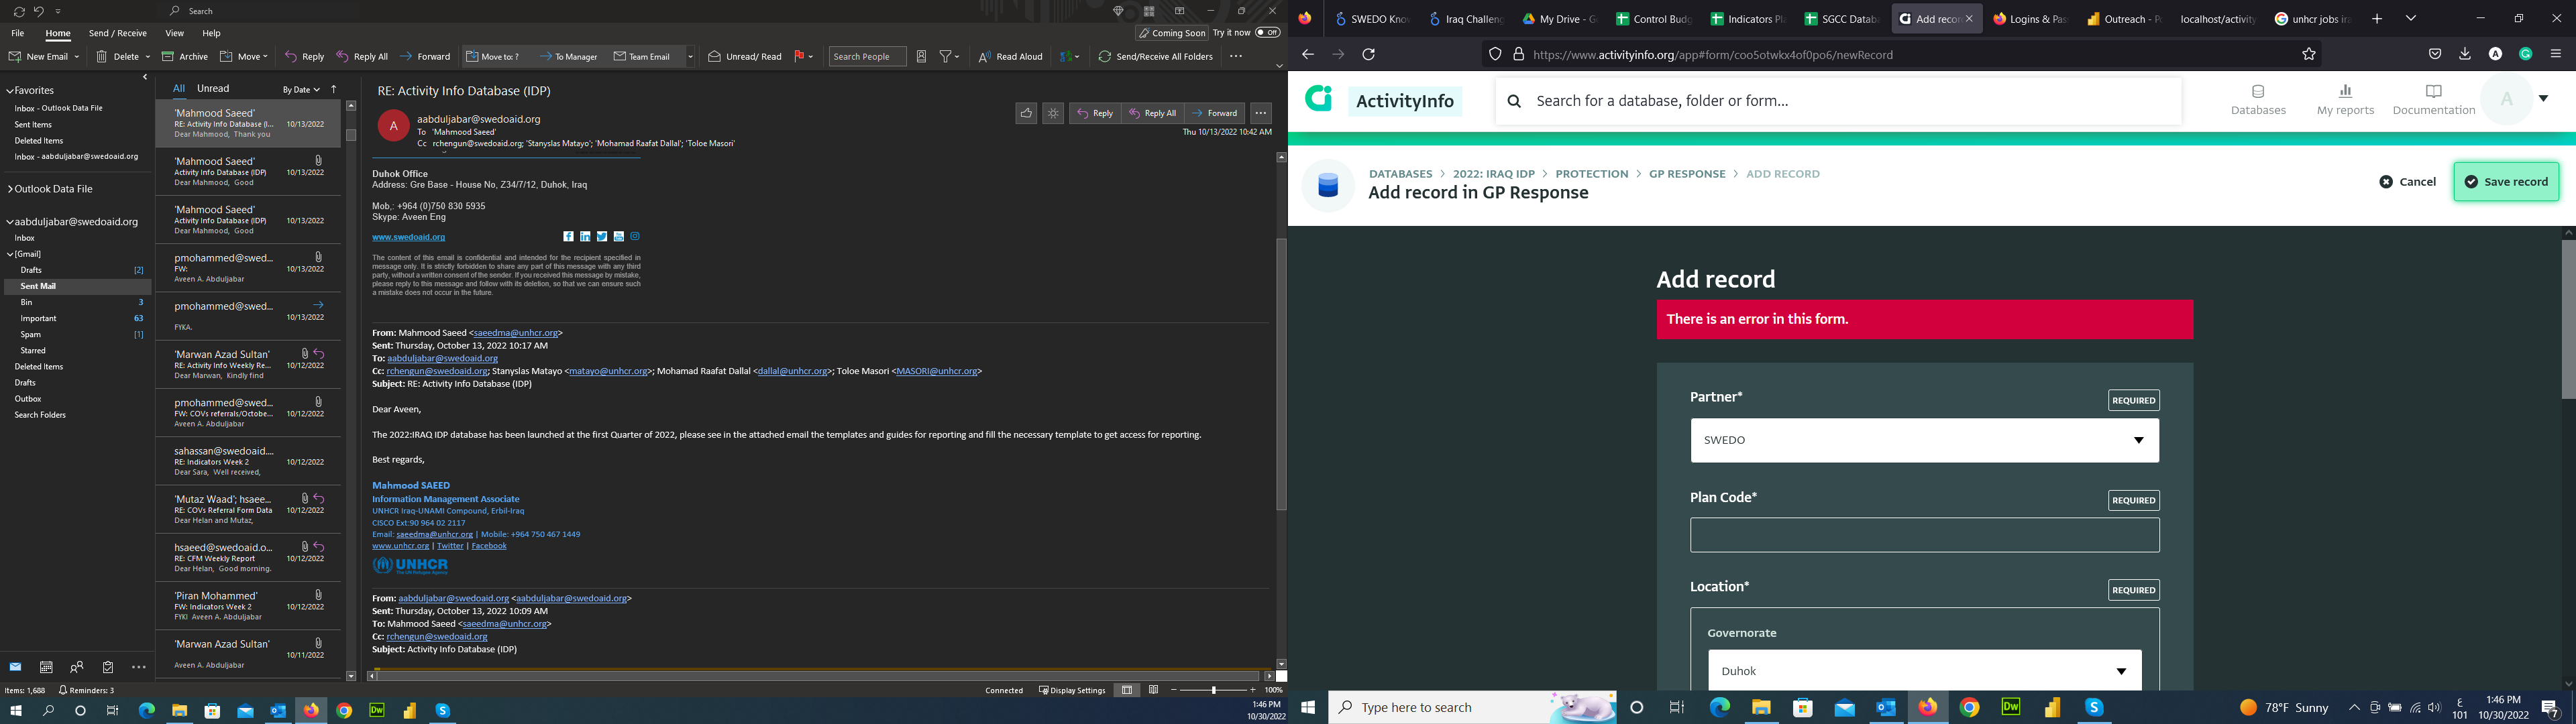 Search
File
Home
Send / Receive
View
Help
Coming Soon
Try it now
Off
New Email
Delete
Archive
Move
Reply
Reply All
Forward
Move to: ?
To Manager
Team Email
Unread/ Read
Search People
Read Aloud
Send/Receive All Folders
Favorites
Inbox - Outlook Data File
Sent Items
Deleted Items
Inbox - aabduljabar@swedoaid.org
Outlook Data File
aabduljabar@swedoaid.org
Inbox
[Gmail]
Drafts [2]
Sent Mail
Bin 3
Important 63
Spam [1]
Starred
Deleted Items
Drafts
Outbox
Search Folders
All
Unread
By Date
'Mahmood Saeed'
RE: Activity Info Database (I... 10/13/2022
Dear Mahmood, Thank you
'Mahmood Saeed'
Activity Info Database (IDP) 10/13/2022
Dear Mahmood, Good
'Mahmood Saeed'
Activity Info Database (IDP) 10/13/2022
Dear Mahmood, Good
pmohammed@swed...
FW: 10/13/2022
Aveen A. Abduljabar
pmohammed@swed...
10/13/2022
FYKA.
'Marwan Azad Sultan'
RE: Activity Info Weekly Re... 10/12/2022
Dear Marwan, Kindly find
pmohammed@swed...
FW: COVs referrals/Octobe... 10/12/2022
Aveen A. Abduljabar
sahassan@swedoaid....
RE: Indicators Week 2 10/12/2022
Dear Sara, Well received,
'Mutaz Waad'; hsaee...
RE: COVs Referral Form Data 10/12/2022
Dear Helan and Mutaz,
hsaeed@swedoaid.o...
RE: CFM Weekly Report 10/12/2022
Dear Helan, Good morning.
'Piran Mohammed'
FW: Indicators Week 2 10/12/2022
FYKI Aveen A. Abduljabar
'Marwan Azad Sultan'
10/11/2022
Aveen A. Abduljabar
RE: Activity Info Database (IDP)
A
aabduljabar@swedoaid.org
To 'Mahmood Saeed'
Cc rchengun@swedoaid.org; 'Stanyslas Matayo'; 'Mohamad Raafat Dallal'; 'Toloe Masori'
Reply
Reply All
Forward
Thu 10/13/2022 10:42 AM
Duhok Office
Address: Gre Base - House No, Z34/7/12, Duhok, Iraq
Mob,: +964 (0)750 830 5935
Skype: Aveen Eng
www.swedoaid.org
The content of this email is confidential and intended for the recipient specified in
message only. It is strictly forbidden to share any part of this message with any third
party, without a written consent of the sender. If you received this message by mistake,
please reply to this message and follow with its deletion, so that we can ensure such
a mistake does not occur in the future.
From: Mahmood Saeed <saeedma@unhcr.org>
Sent: Thursday, October 13, 2022 10:17 AM
To: aabduljabar@swedoaid.org
Cc: rchengun@swedoaid.org; Stanyslas Matayo <matayo@unhcr.org>; Mohamad Raafat Dallal <dallal@unhcr.org>; Toloe Masori <MASORI@unhcr.org>
Subject: RE: Activity Info Database (IDP)
Dear Aveen,
The 2022:IRAQ IDP database has been launched at the first Quarter of 2022, please see in the attached email the templates and guides for reporting and fill the necessary template to get access for reporting.
Best regards,
Mahmood SAEED
Information Management Associate
UNHCR Iraq-UNAMI Compound, Erbil-Iraq
CISCO Ext:90 964 02 2117
Email: saeedma@unhcr.org | Mobile: +964 750 467 1449
www.unhcr.org | Twitter | Facebook
UNHCR
The UN Refugee Agency
From: aabduljabar@swedoaid.org <aabduljabar@swedoaid.org>
Sent: Thursday, October 13, 2022 10:09 AM
To: Mahmood Saeed <saeedma@unhcr.org>
Cc: rchengun@swedoaid.org
Subject: Activity Info Database (IDP)
Items: 1,688
Reminders: 3
Connected
Display Settings
100%
1:46 PM
10/30/2022
SWEDO Kno
Iraq Challeng
My Drive - G
Control Budg
Indicators Pl
SGCC Datab
Add recor
Logins & Pas
Outreach - P
localhost/activity
unhcr jobs ira
https://www.activityinfo.org/app#form/coo5otwkx4of0po6/newRecord
ActivityInfo
Search for a database, folder or form...
Databases
My reports
Documentation
A
DATABASES > 2022: IRAQ IDP > PROTECTION > GP RESPONSE > ADD RECORD
Add record in GP Response
Cancel
Save record
Add record
There is an error in this form.
Partner*
REQUIRED
SWEDO
Plan Code*
REQUIRED
Location*
REQUIRED
Governorate
Duhok
Type here to search
78°F Sunny
ع
101
1:46 PM
10/30/2022
7